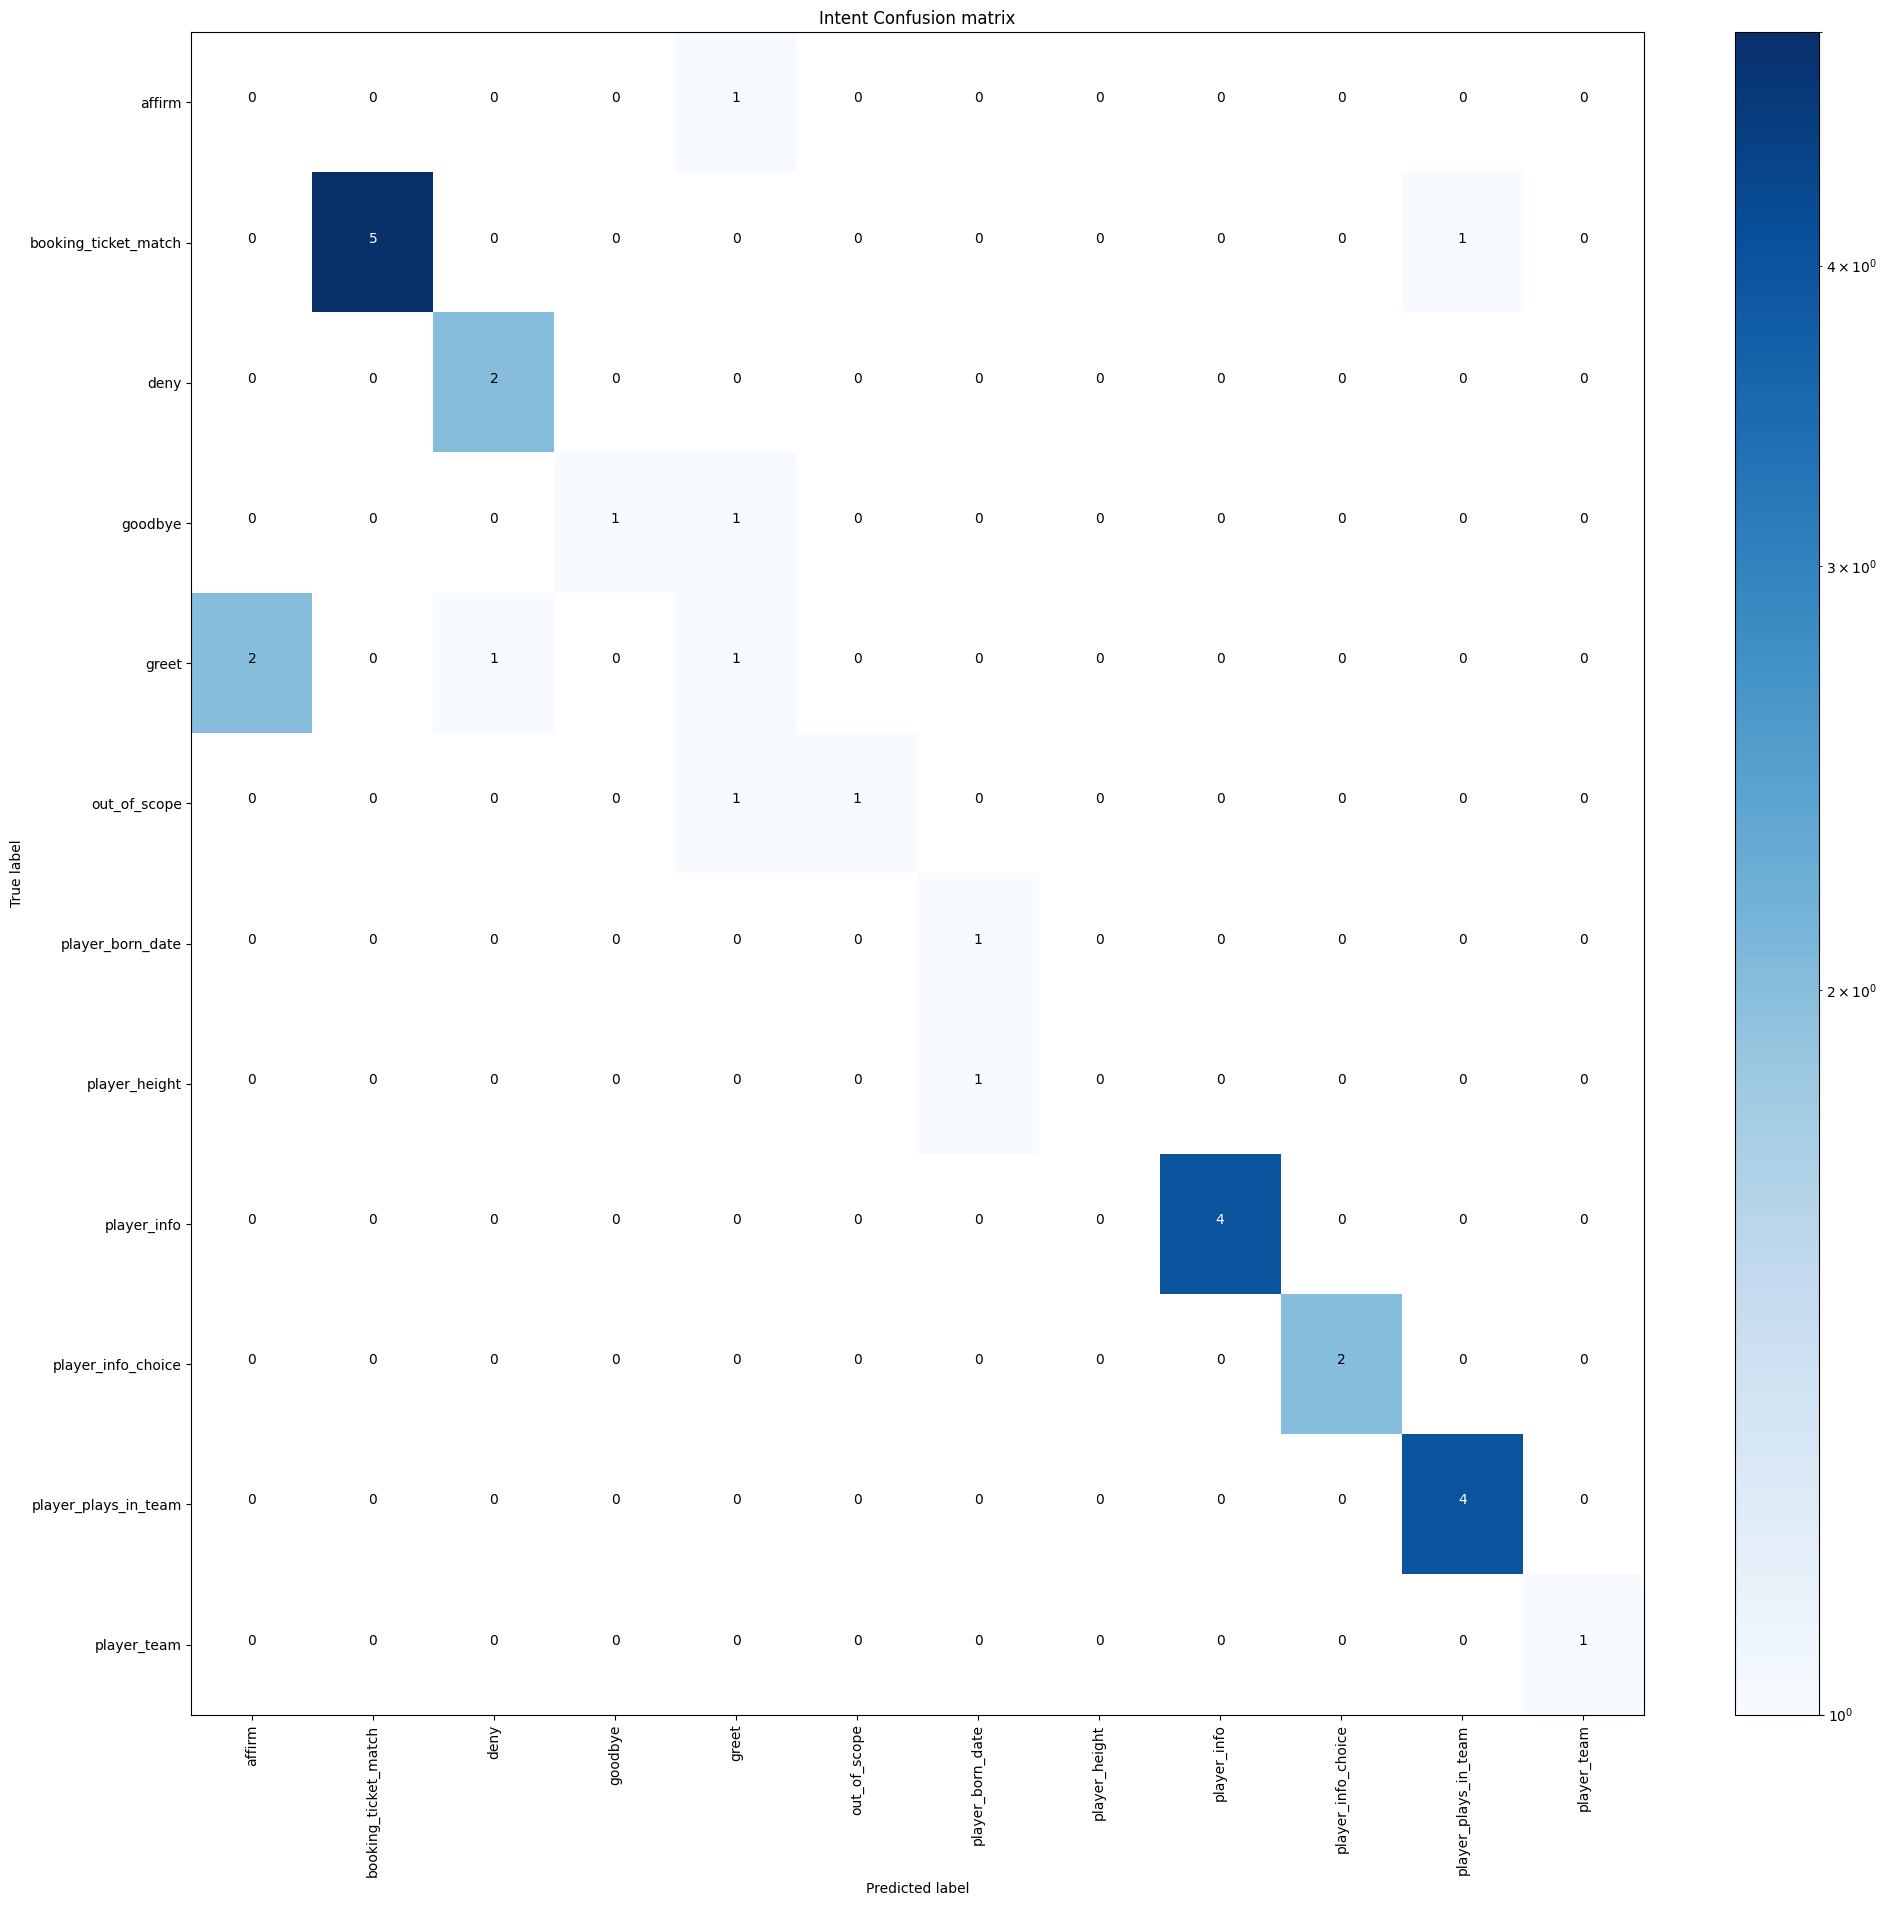 Intent Confusion matrix
affirm 0 0 0 0 1 0 0 0 0 0 0 0
booking_ticket_match 0 5 0 0 0 0 0 0 0 0 1 0
deny 0 0 2 0 0 0 0 0 0 0 0 0
goodbye 0 0 0 1 1 0 0 0 0 0 0 0
greet 2 0 1 0 1 0 0 0 0 0 0 0
out_of_scope 0 0 0 0 1 1 0 0 0 0 0 0
player_born_date 0 0 0 0 0 0 1 0 0 0 0 0
player_height 0 0 0 0 0 0 1 0 0 0 0 0
player_info 0 0 0 0 0 0 0 0 4 0 0 0
player_info_choice 0 0 0 0 0 0 0 0 0 2 0 0
player_plays_in_team 0 0 0 0 0 0 0 0 0 0 4 0
player_team 0 0 0 0 0 0 0 0 0 0 0 1
True label
affirm
booking_ticket_match
deny
goodbye
greet
out_of_scope
player_born_date
player_height
player_info
player_info_choice
player_plays_in_team
player_team
Predicted label
4 × 10⁰
3 × 10⁰
2 × 10⁰
10⁰